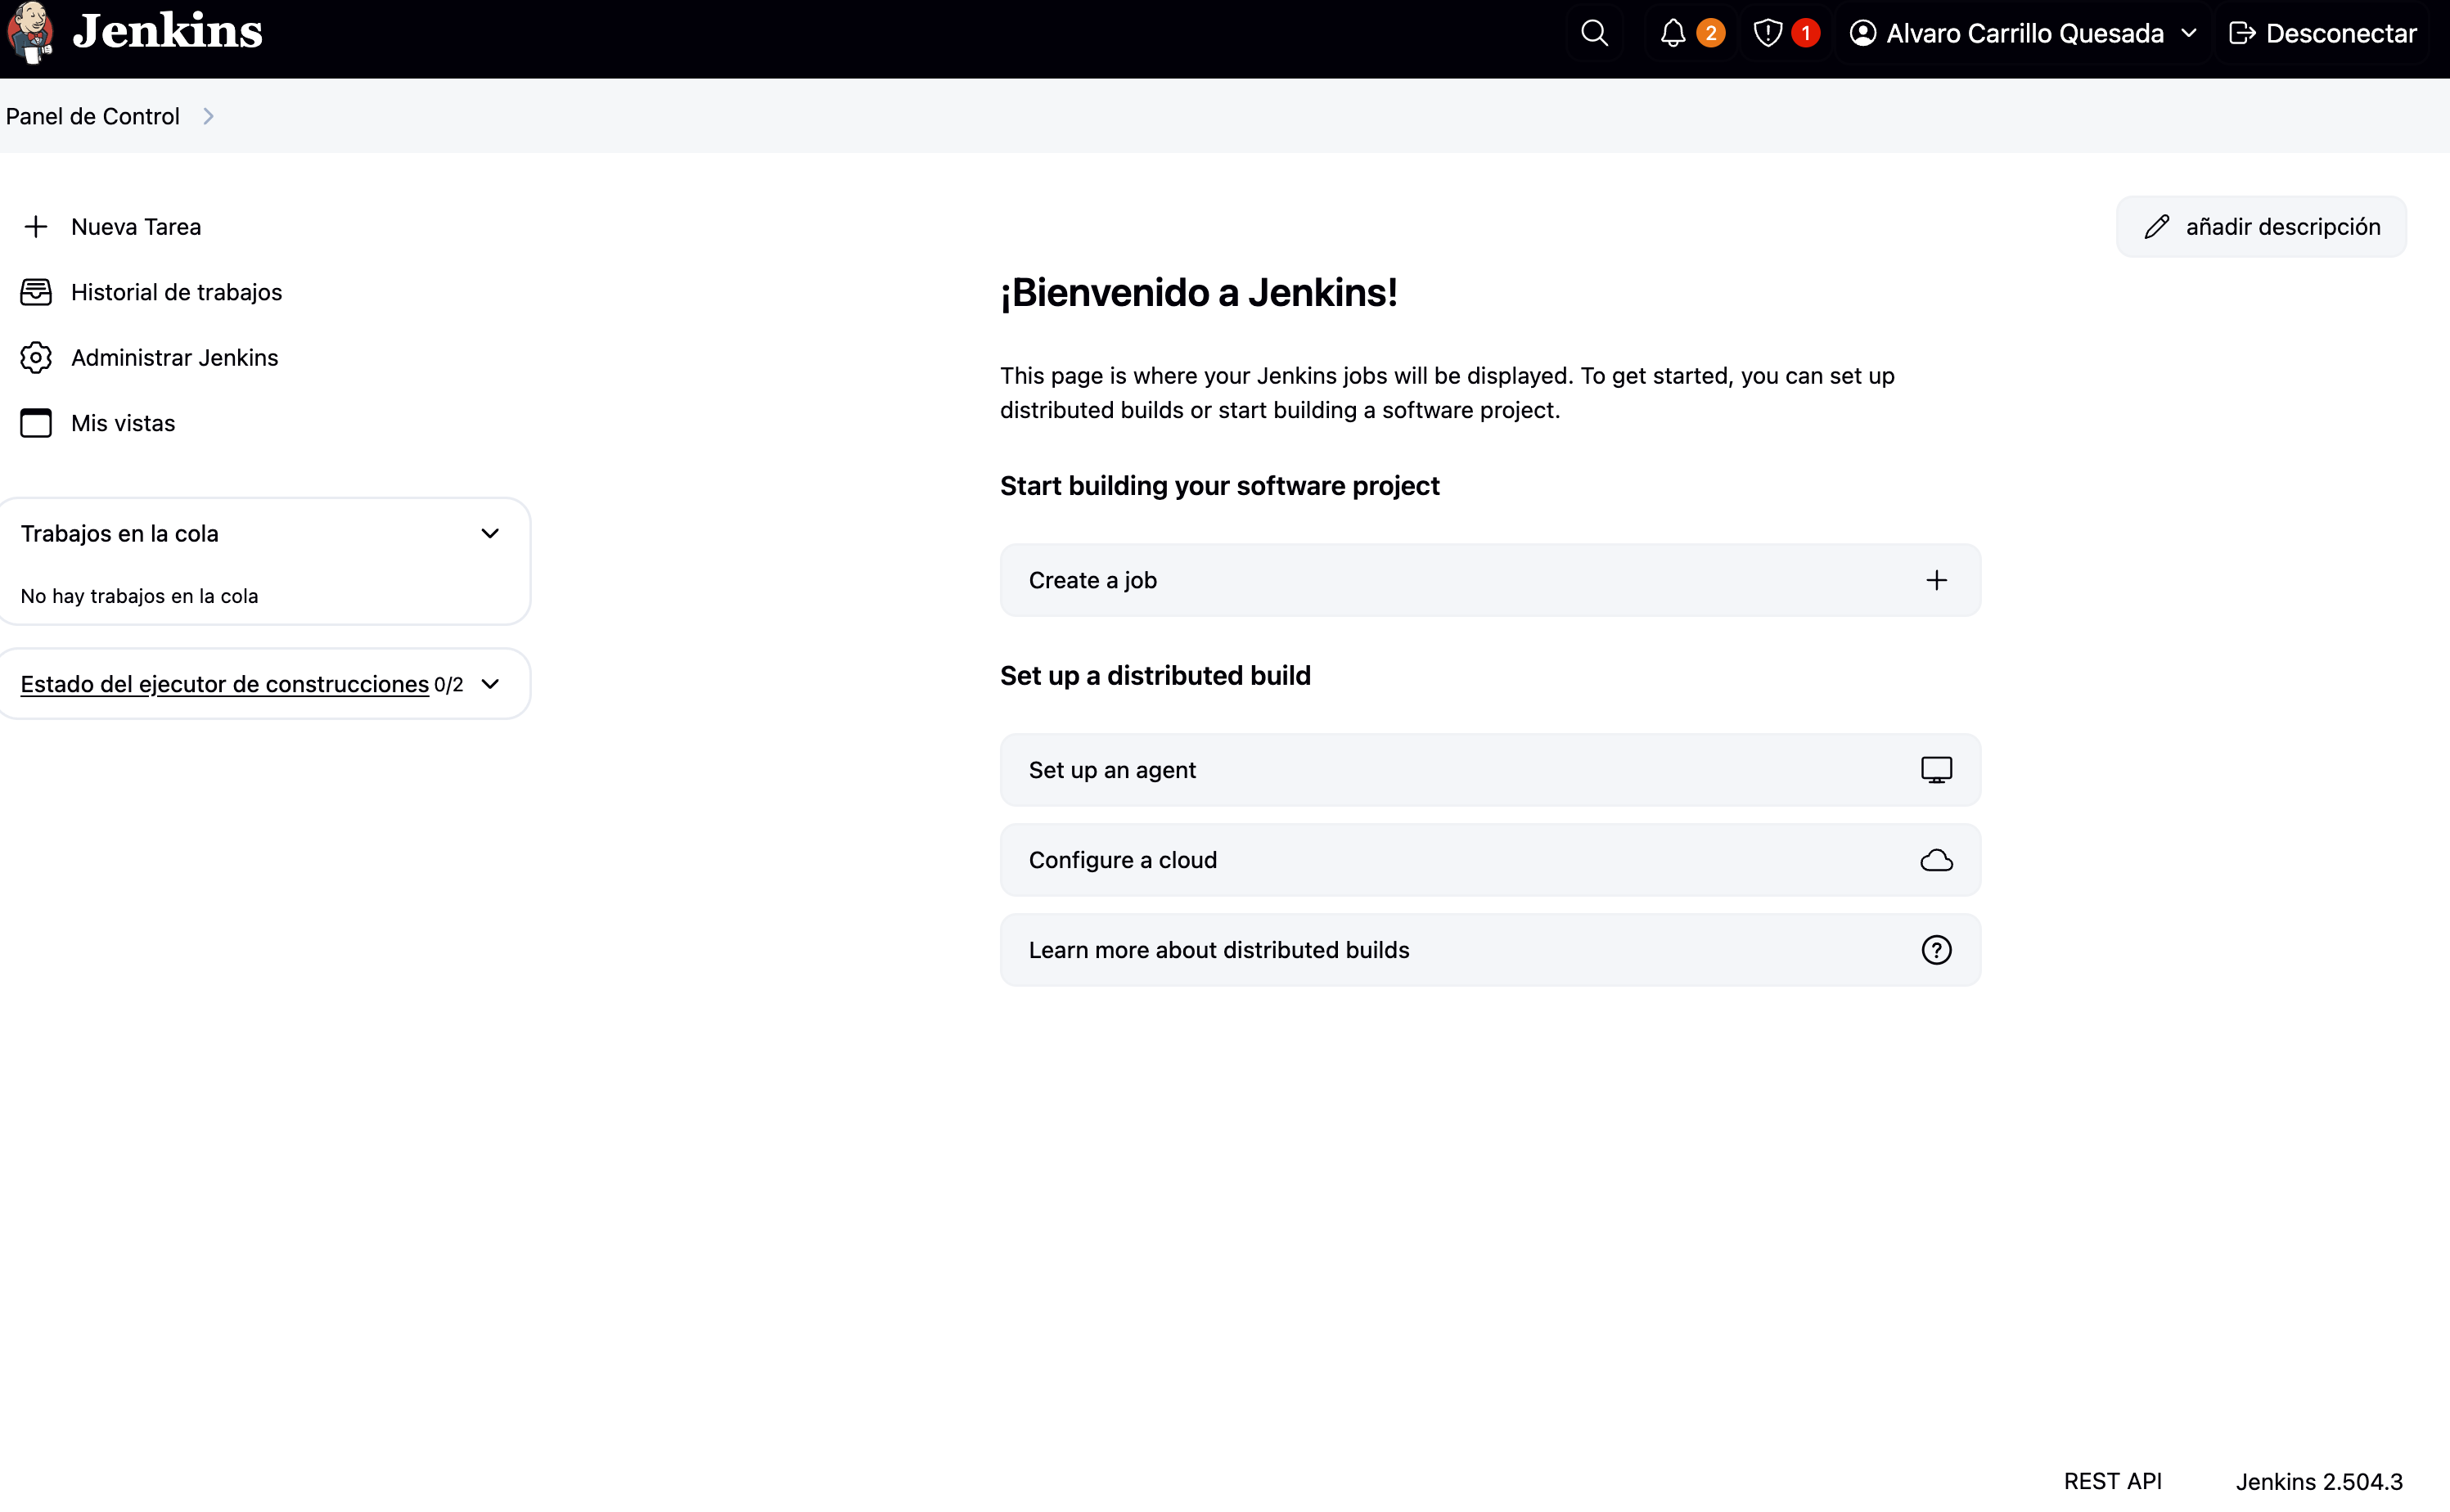 Jenkins
2
1
Alvaro Carrillo Quesada
Desconectar
Panel de Control
Nueva Tarea
Historial de trabajos
Administrar Jenkins
Mis vistas
Trabajos en la cola
No hay trabajos en la cola
Estado del ejecutor de construcciones 0/2
añadir descripción
¡Bienvenido a Jenkins!
This page is where your Jenkins jobs will be displayed. To get started, you can set up
distributed builds or start building a software project.
Start building your software project
Create a job
Set up a distributed build
Set up an agent
Configure a cloud
Learn more about distributed builds
REST API
Jenkins 2.504.3